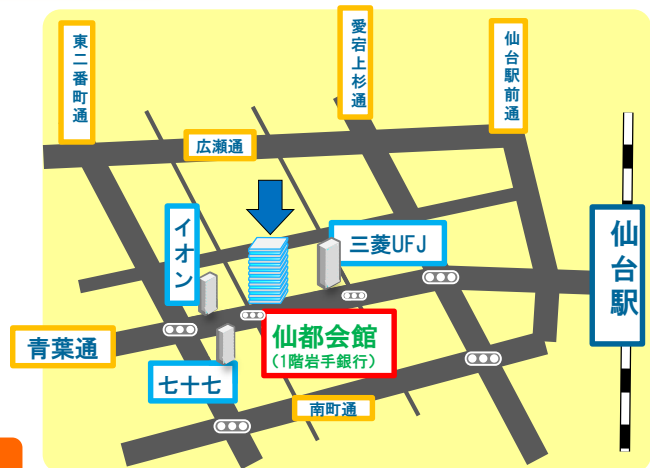 東二番町通
愛宕上杉通
仙台駅前通
広瀬通
イオン
三菱UFJ
仙台駅
仙都会館
(1階岩手銀行)
青葉通
七十七
南町通